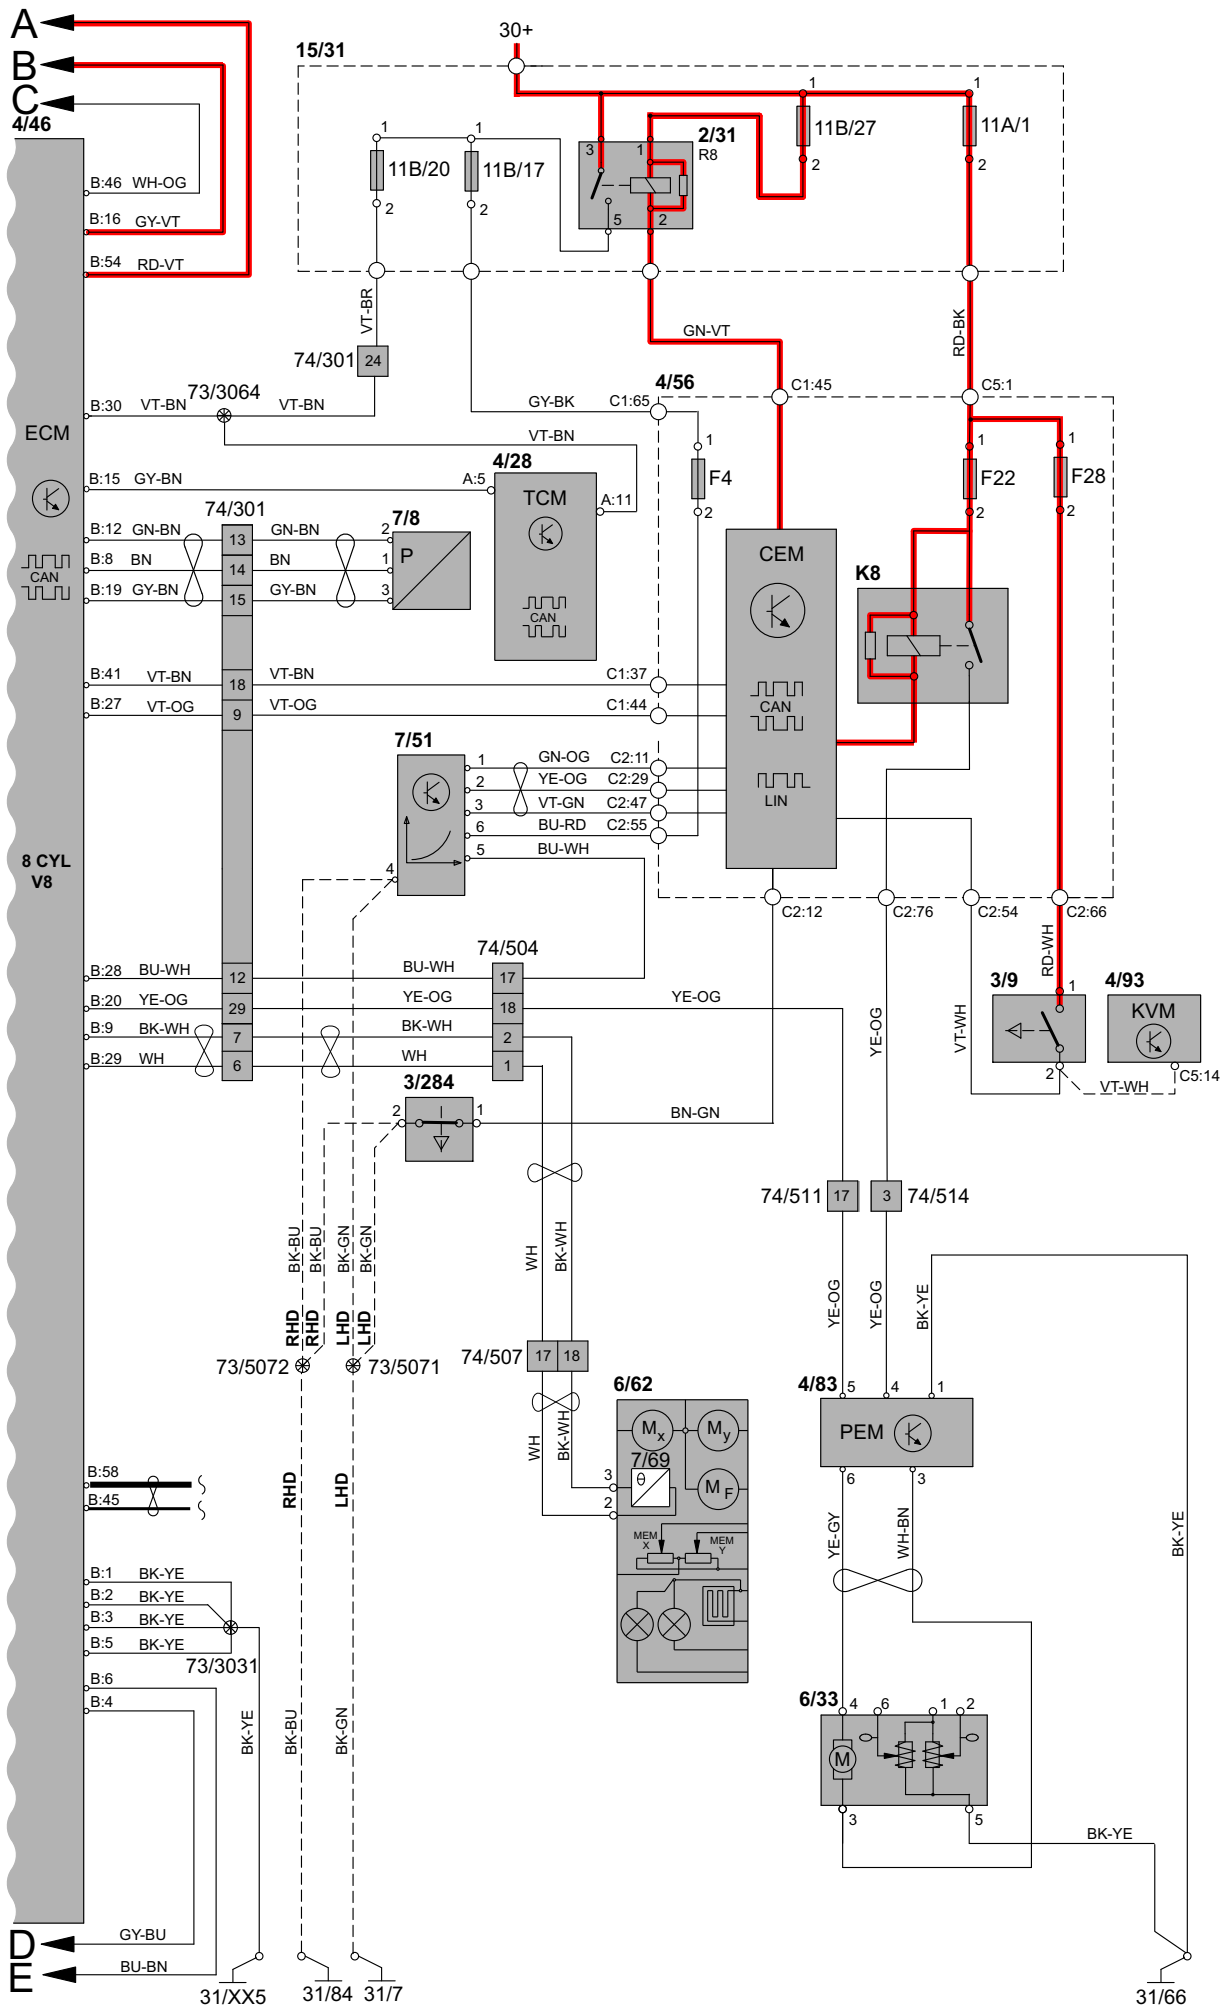 A
B
C
30+
15/31
4/46
1
1
3
1
2/31
R8
1
11B/27
1
11A/1
11B/20
11B/17
2
2
2
2
5
2
B:46 WH-OG
B:16 GY-VT
B:54 RD-VT
VT-BR
GN-VT
RD-BK
74/301
24
73/3064
4/56
C1:45
C5:1
B:30 VT-BN
VT-BN
GY-BK
C1:65
ECM
VT-BN
1
1
1
4/28
F4
F22
F28
B:15 GY-BN
A:5
TCM
A:11
2
2
2
74/301
7/8
B:12 GN-BN
13
GN-BN
2
P
CEM
B:8 BN
14
BN
1
K8
CAN
B:19 GY-BN
15
GY-BN
3
CAN
B:41 VT-BN
18
VT-BN
C1:37
CAN
B:27 VT-OG
9
VT-OG
C1:44
7/51
1
GN-OG
C2:11
2
YE-OG
C2:29
3
VT-GN
C2:47
LIN
6
BU-RD
C2:55
5
BU-WH
4
8 CYL
V8
C2:12
C2:76
C2:54
C2:66
74/504
B:28 BU-WH
12
BU-WH
17
RD-WH
3/9
1
4/93
B:20 YE-OG
29
YE-OG
18
YE-OG
KVM
B:9 BK-WH
7
BK-WH
2
YE-OG
VT-WH
B:29 WH
6
WH
1
2
VT-WH
C5:14
3/284
2
1
BN-GN
74/511
17
3
74/514
BK-BU
BK-BU
BK-GN
BK-GN
WH
BK-WH
RHD
RHD
LHD
LHD
YE-OG
YE-OG
BK-YE
73/5072
73/5071
74/507
17
18
6/62
4/83
5
4
1
Mx
My
PEM
WH
BK-WH
7/69
θ
MF
3
2
6
3
B:58
B:45
RHD
LHD
MEM
X
MEM
Y
YE-GY
WH-BN
BK-YE
B:1 BK-YE
B:2 BK-YE
B:3 BK-YE
B:5 BK-YE
73/3031
B:6
B:4
BK-YE
BK-BU
BK-GN
6/33
4
6
1
2
M
3
5
BK-YE
D
GY-BU
E
BU-BN
31/XX5
31/84
31/7
31/66